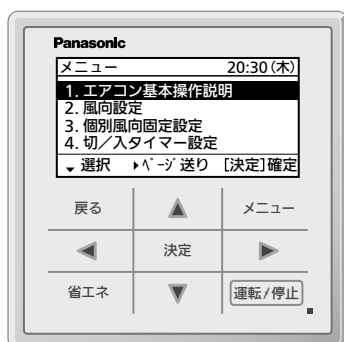 Panasonic
メニュー 20:30(木)
1. エアコン基本操作説明
2. 風向設定
3. 個別風向固定設定
4. 切／入タイマー設定
選択 ﾍﾟｰｼﾞ送り [決定]確定
戻る メニュー
決定
省エネ 運転/停止